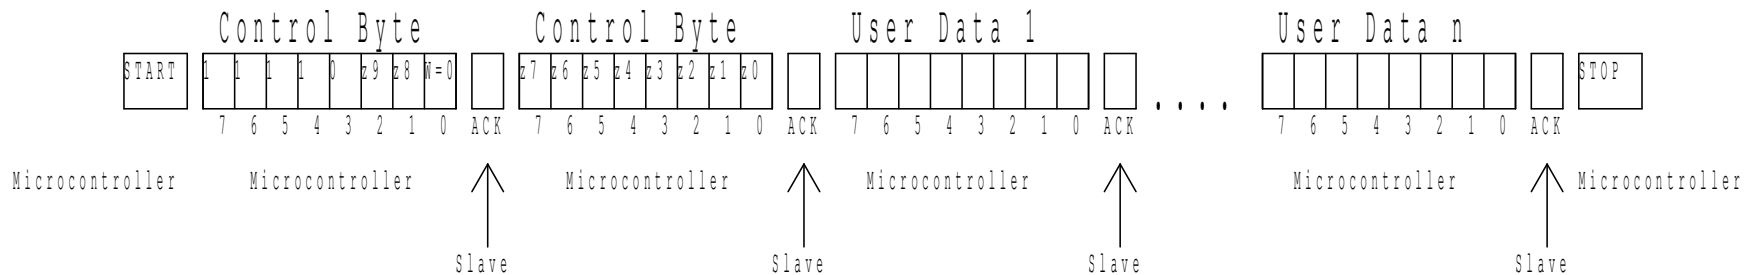 Control Byte Control Byte User Data 1 User Data n
START 1 1 1 1 0 z9 z8 W=0 z7 z6 z5 z4 z3 z2 z1 z0 . . . . STOP
7 6 5 4 3 2 1 0 ACK 7 6 5 4 3 2 1 0 ACK 7 6 5 4 3 2 1 0 ACK 7 6 5 4 3 2 1 0 ACK
Microcontroller Microcontroller Microcontroller Microcontroller Microcontroller Microcontroller
Slave Slave Slave Slave